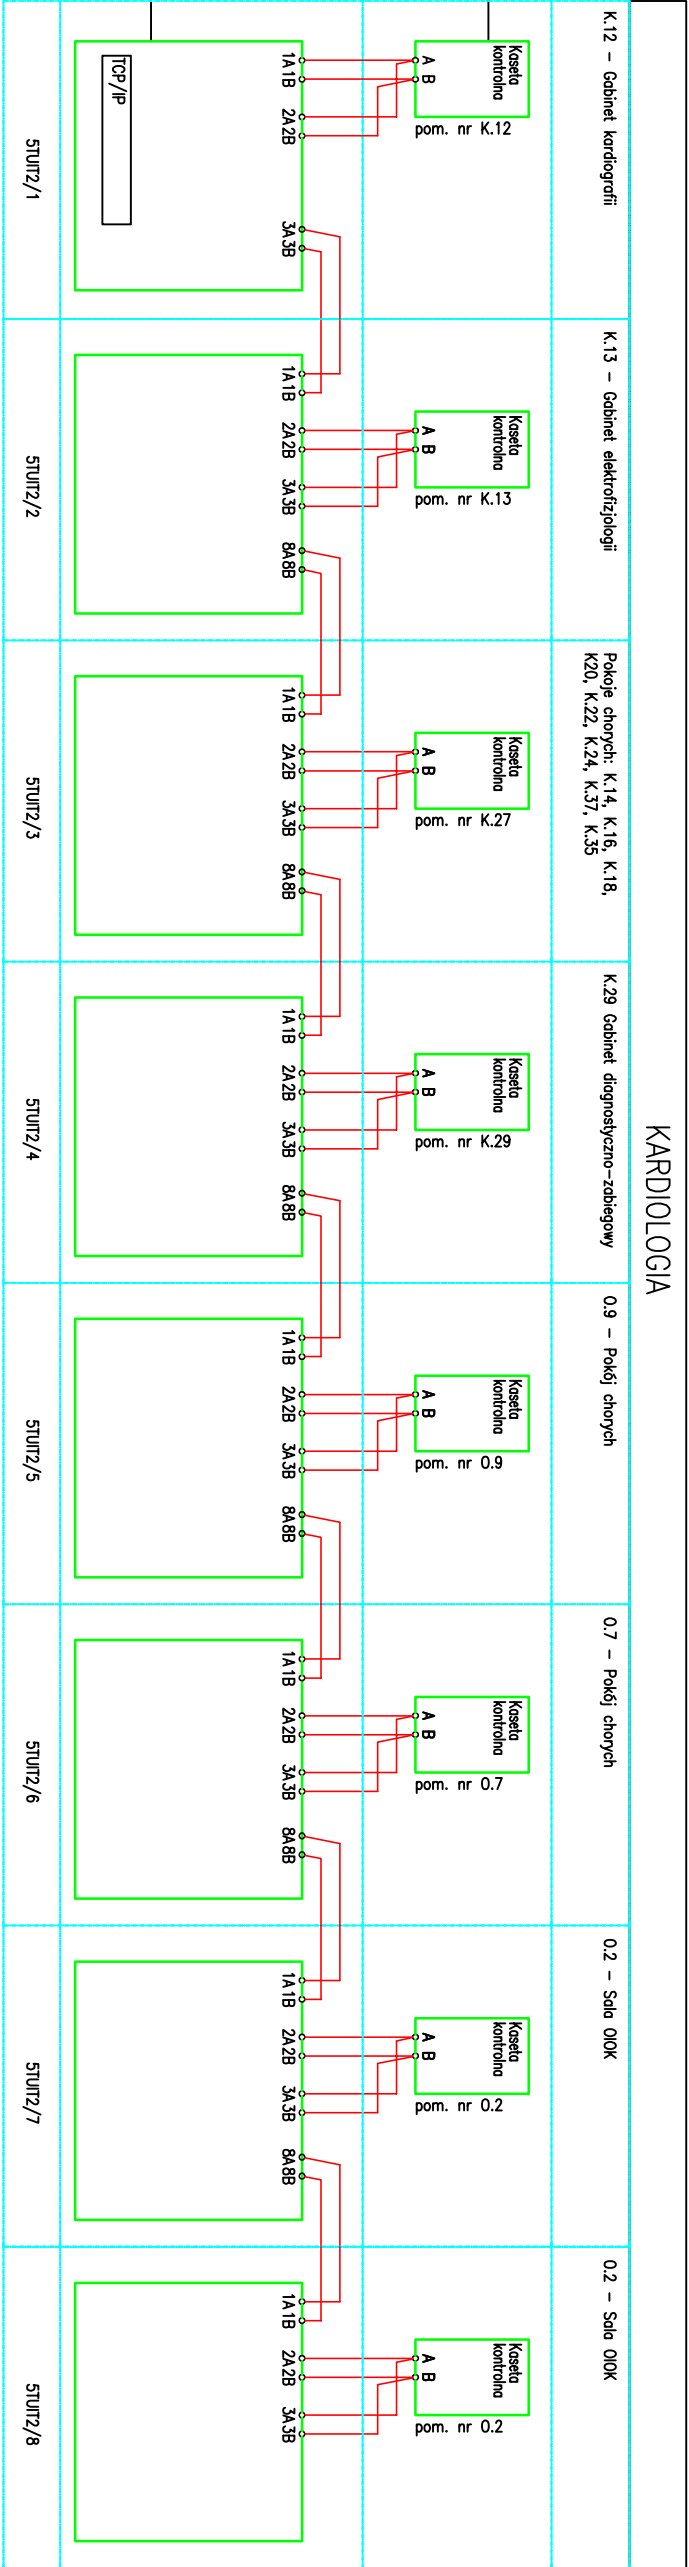 KARDIOLOGIA
K.12 – Gabinet kardiografii
Kaseta
kontrolna
A
B
pom. nr K.12
1A 1B
2A 2B
3A 3B
TCP/IP
5TUIT2/1
K.13 – Gabinet elektrofizjologii
Kaseta
kontrolna
A
B
pom. nr K.13
1A 1B
2A 2B
3A 3B
8A 8B
5TUIT2/2
Pokoje chorych: K.14, K.16, K.18,
K20, K.22, K.24, K.37, K.35
Kaseta
kontrolna
A
B
pom. nr K.27
1A 1B
2A 2B
3A 3B
8A 8B
5TUIT2/3
K.29 Gabinet diagnostyczno–zabiegowy
Kaseta
kontrolna
A
B
pom. nr K.29
1A 1B
2A 2B
3A 3B
8A 8B
5TUIT2/4
0.9 – Pokój chorych
Kaseta
kontrolna
A
B
pom. nr 0.9
1A 1B
2A 2B
3A 3B
8A 8B
5TUIT2/5
0.7 – Pokój chorych
Kaseta
kontrolna
A
B
pom. nr 0.7
1A 1B
2A 2B
3A 3B
8A 8B
5TUIT2/6
0.2 – Sala OIOK
Kaseta
kontrolna
A
B
pom. nr 0.2
1A 1B
2A 2B
3A 3B
8A 8B
5TUIT2/7
0.2 – Sala OIOK
Kaseta
kontrolna
A
B
pom. nr 0.2
1A 1B
2A 2B
3A 3B
5TUIT2/8